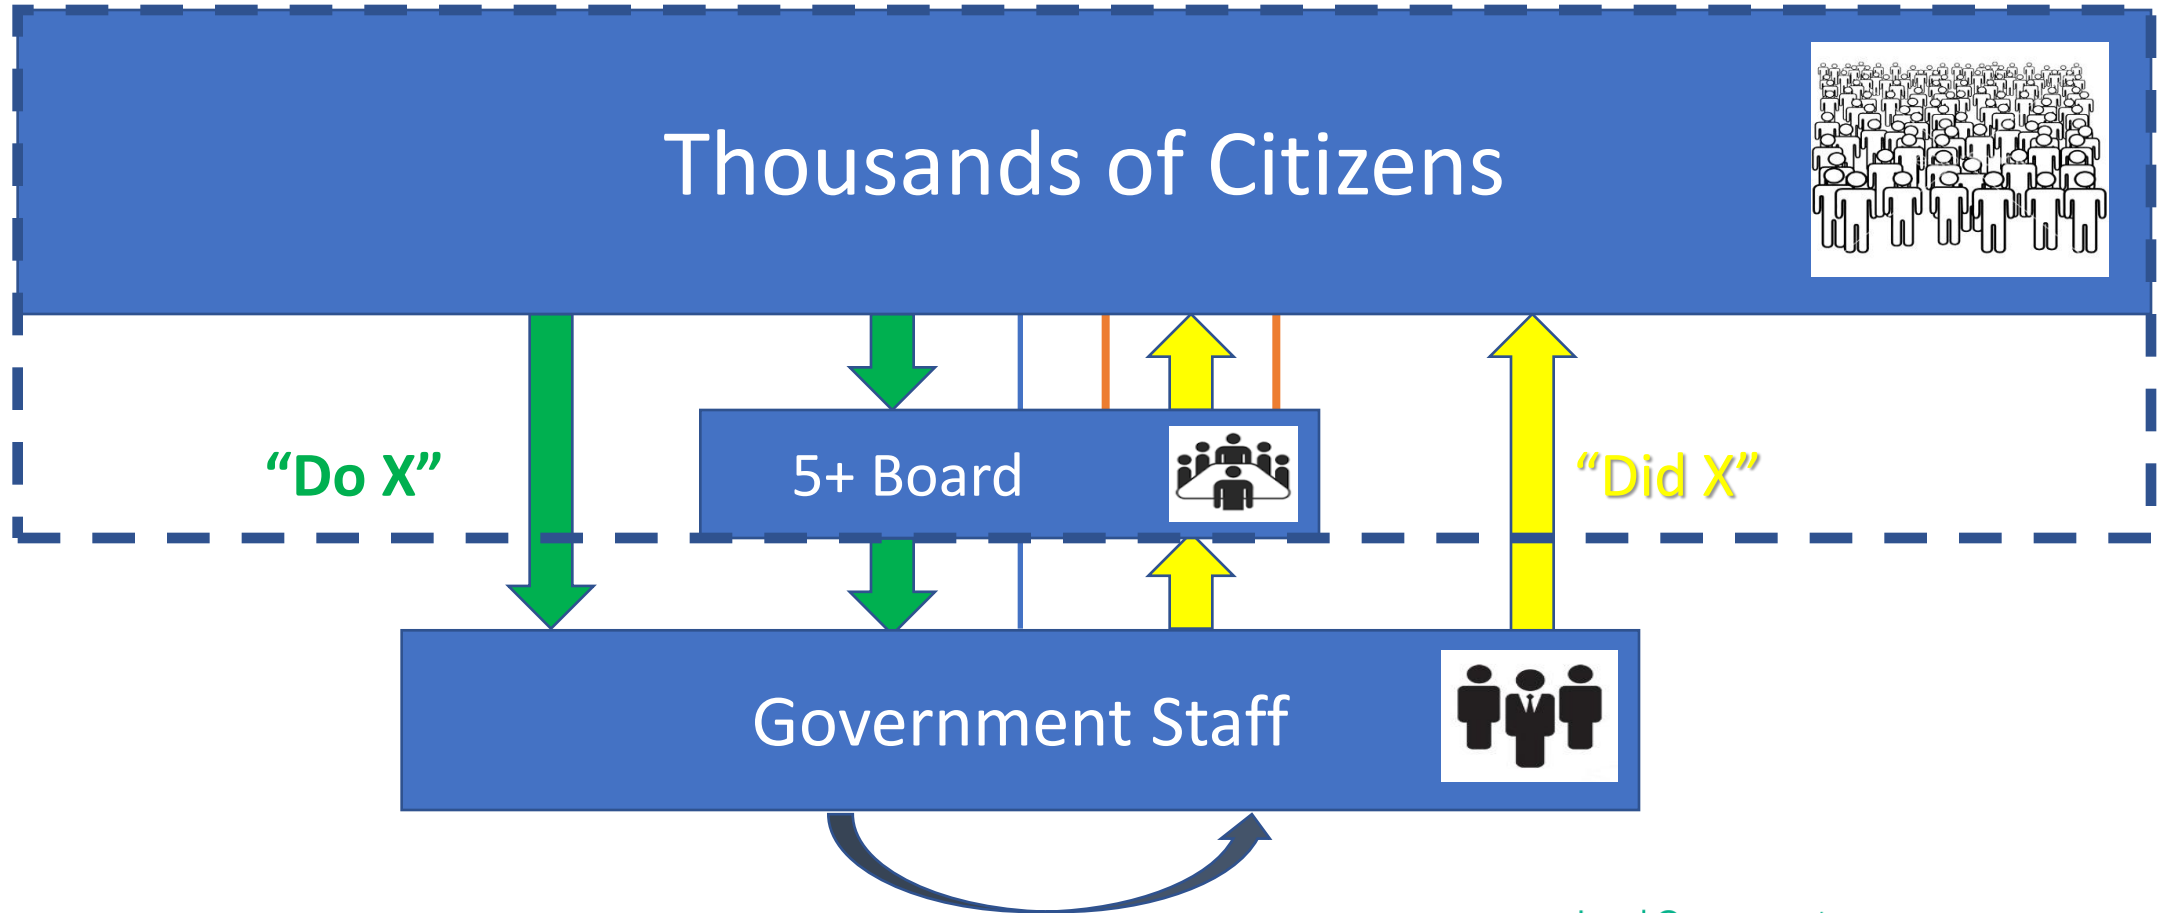 Thousands of Citizens
“Do X”
5+ Board
“Did X”
Government Staff